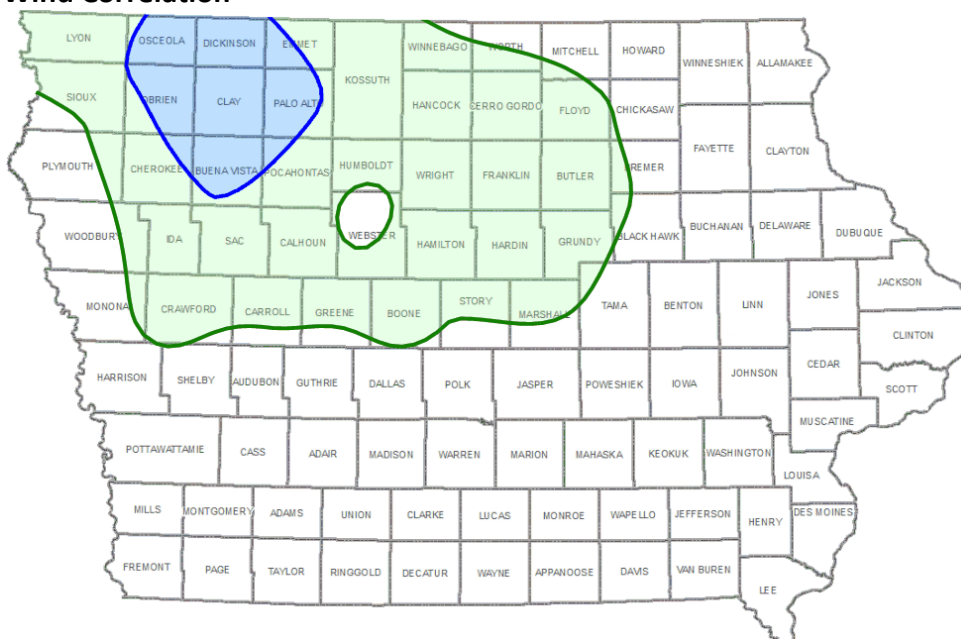 Wind Correlation
LYON OSCEOLA DICKINSON EMMET WINNEBAGO WORTH MITCHELL HOWARD
WINNESHIEK ALLAMAKEE
KOSSUTH
SIOUX OBRIEN CLAY PALO ALTO HANCOCK CERRO GORDO FLOYD CHICKASAW
FAYETTE CLAYTON
PLYMOUTH CHEROKEE BUENA VISTA POCAHONTAS HUMBOLDT WRIGHT FRANKLIN BUTLER BREMER
WOODBURY IDA SAC CALHOUN WEBSTER HAMILTON HARDIN GRUNDY BLACK HAWK BUCHANAN DELAWARE DUBUQUE
JACKSON
MONONA CRAWFORD CARROLL GREENE BOONE STORY MARSHALL TAMA BENTON LINN JONES
CLINTON
HARRISON SHELBY AUDUBON GUTHRIE DALLAS POLK JASPER POWESHIEK IOWA JOHNSON CEDAR
SCOTT
MUSCATINE
POTTAWATTAMIE CASS ADAIR MADISON WARREN MARION MAHASKA KEOKUK WASHINGTON
LOUISA
MILLS MONTGOMERY ADAMS UNION CLARKE LUCAS MONROE WAPELLO JEFFERSON HENRY DES MOINES
FREMONT PAGE TAYLOR RINGGOLD DECATUR WAYNE APPANOOSE DAVIS VAN BUREN
LEE